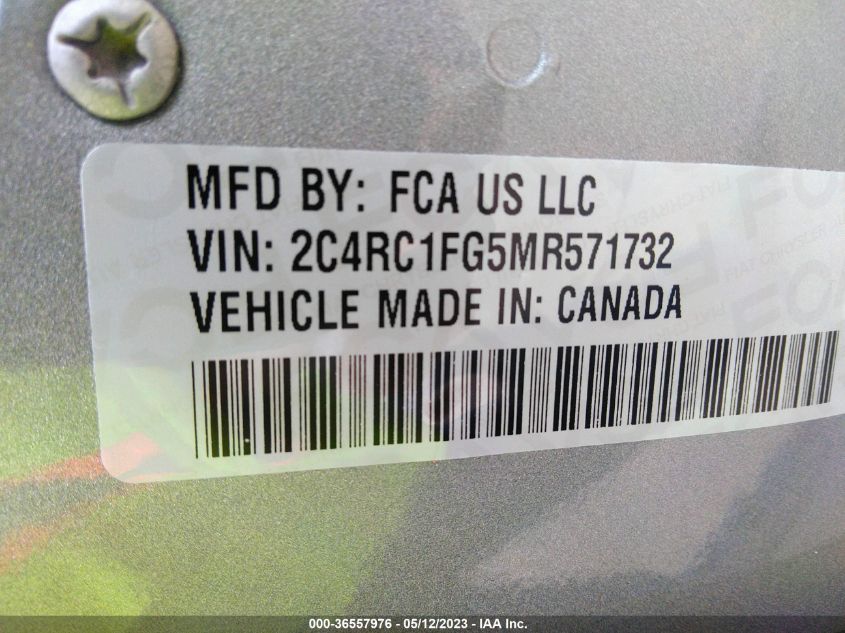 MFD BY: FCA US LLC
VIN: 2C4RC1FG5MR571732
VEHICLE MADE IN: CANADA
000-36557976 - 05/12/2023 - IAA Inc.